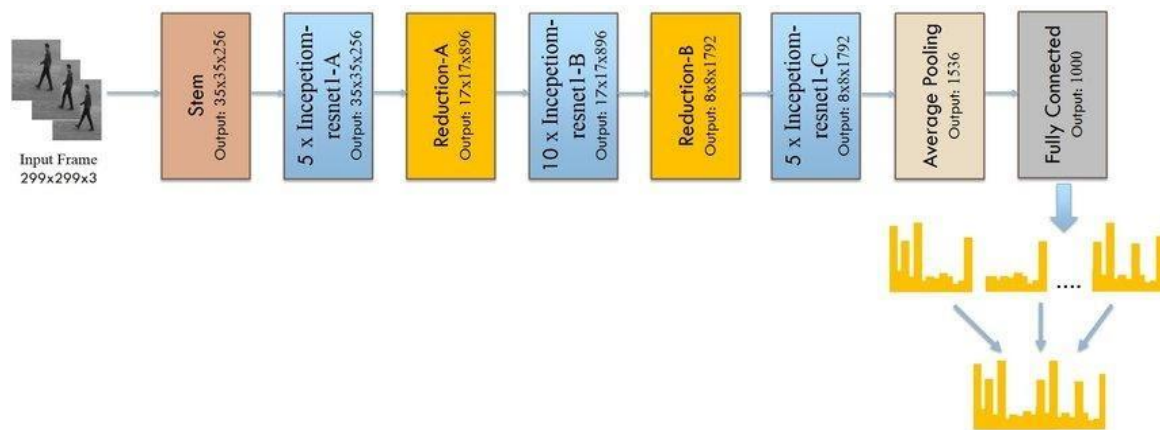 Input Frame
299x299x3
Stem
Output: 35x35x256
5 x Incepetiom-
resnet1-A
Output: 35x35x256
Reduction-A
Output: 17x17x896
10 x Incepetiom-
resnet1-B
Output: 17x17x896
Reduction-B
Output: 8x8x1792
5 x Incepetiom-
resnet1-C
Output: 8x8x1792
Average Pooling
Output: 1536
Fully Connected
Output: 1000
....